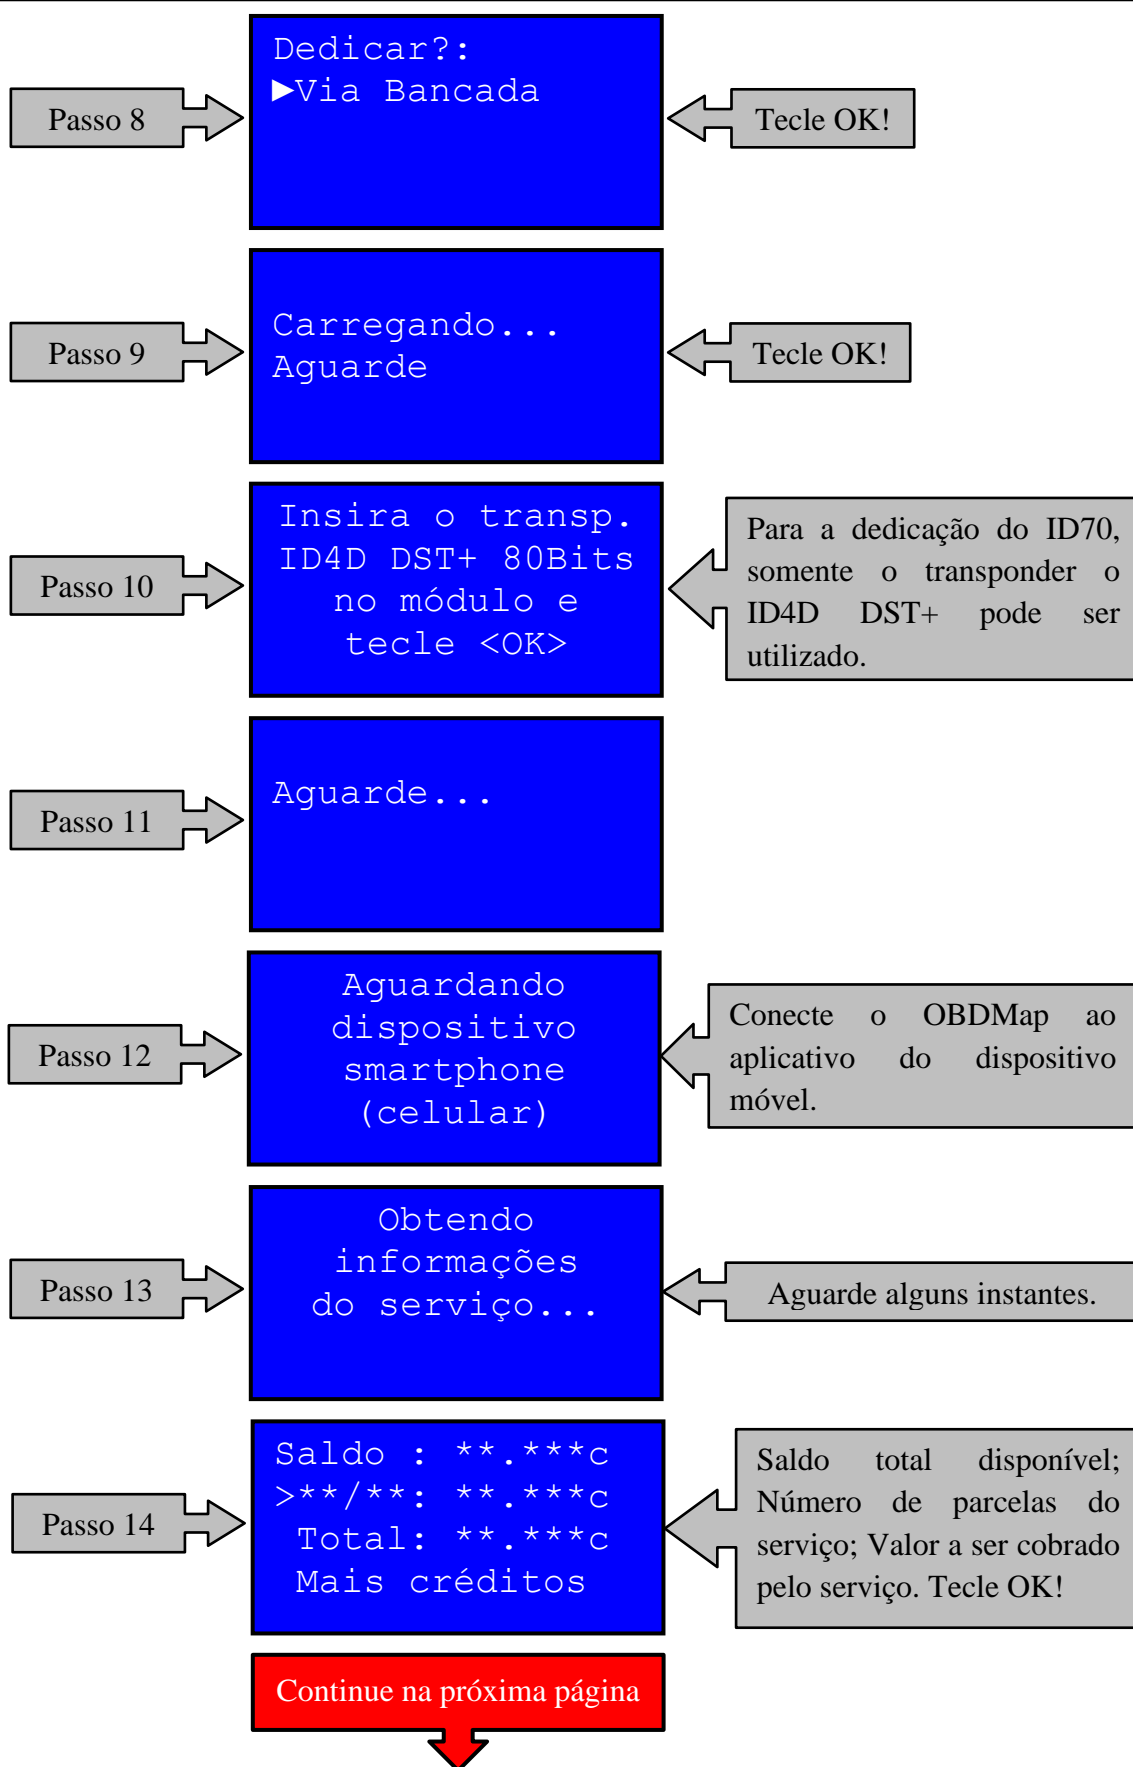 Passo 8
Dedicar?:
►Via Bancada
Tecle OK!
Passo 9
Carregando...
Aguarde
Tecle OK!
Passo 10
Insira o transp.
ID4D DST+ 80Bits
no módulo e
tecle <OK>
Para a dedicação do ID70,
somente o transponder o
ID4D DST+ pode ser
utilizado.
Passo 11
Aguarde...
Passo 12
Aguardando
dispositivo
smartphone
(celular)
Conecte o OBDMap ao
aplicativo do dispositivo
móvel.
Passo 13
Obtendo
informações
do serviço...
Aguarde alguns instantes.
Passo 14
Saldo : **.***c
>**/**: **.***c
Total: **.***c
Mais créditos
Saldo total disponível;
Número de parcelas do
serviço; Valor a ser cobrado
pelo serviço. Tecle OK!
Continue na próxima página